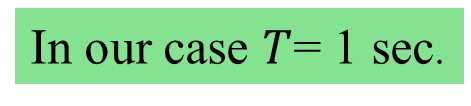 In our case T= 1 sec.